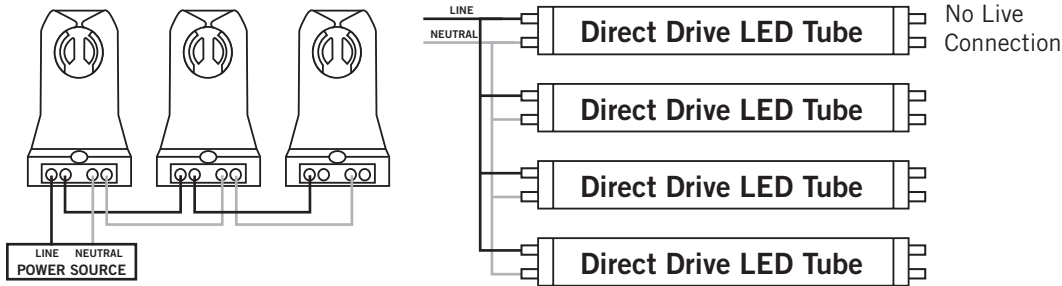 LINE NEUTRAL
POWER SOURCE
LINE
NEUTRAL
Direct Drive LED Tube
No Live
Connection
Direct Drive LED Tube
Direct Drive LED Tube
Direct Drive LED Tube